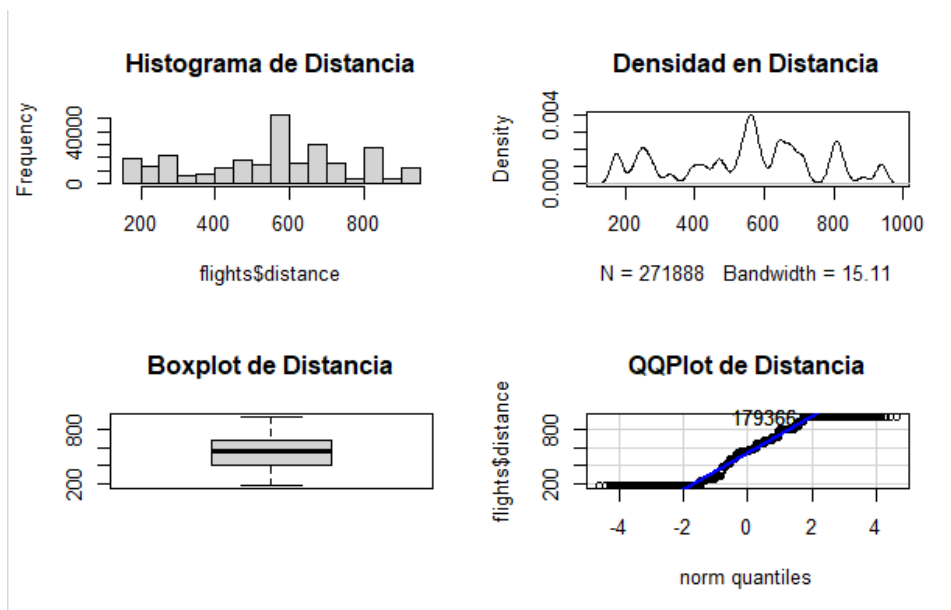 Histograma de Distancia
Frequency
40000
0
200 400 600 800
flights$distance
Densidad en Distancia
Density
0.004
0.000
200 400 600 800 1000
N = 271888 Bandwidth = 15.11
Boxplot de Distancia
800
200
QQPlot de Distancia
flights$distance
800
200
179366
-4 -2 0 2 4
norm quantiles